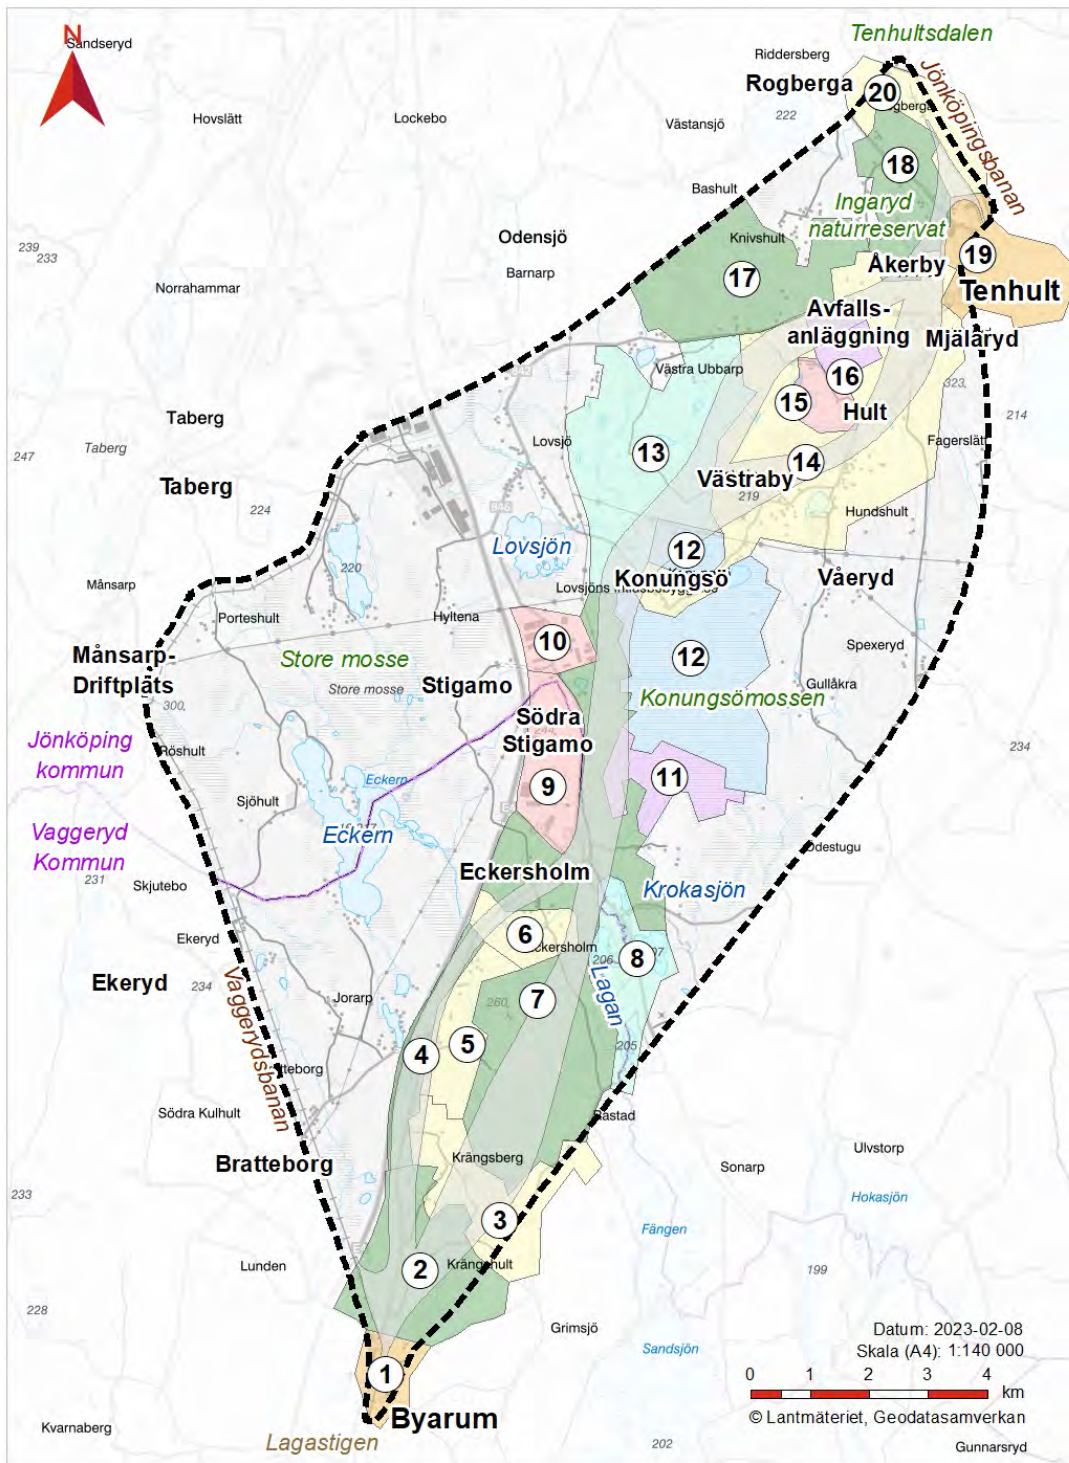 N
Sandseryd
Tenhultsdalen
Riddersberg
Rogberga
Jönköpingsbanan
20
Hovslätt
Lockebo
Västansjö
222
18
Bashult
Ingaryd
naturreservat
Odensjö
Knivshult
239
233
Barnarp
17
Åkerby
19
Tenhult
Norrahammar
Avfalls-
anläggning
Mjälaryd
Västra Ubbarp
16
323
Taberg
15
Hult
214
Taberg
247
Lovsjö
13
Fagerslätt
14
Taberg
Västraby
219
224
Hundshult
Lovsjön
12
220
Konungsö
Våeryd
Månsarp
Porteshult
Hyltena
10
Spexeryd
Månsarp-
Driftplats
Store mosse
Store mosse
Stigamo
12
Gullåkra
Konungsömossen
300
Södra
Stigamo
234
Jönköping
kommun
Röshult
Eckern
11
Sjöhult
9
Vaggeryd
Kommun
Eckern
Odestugu
231
Skjutebo
Eckersholm
Krokasjön
Ekeryd
6
8
206
Ekeryd
234
Jorarp
260
7
Lagan
Vaggerydsbanan
4
5
205
Södra Kulhult
Bratteborg
Krängsberg
Sonarp
Ulvstorp
233
Hokasjön
3
Fängen
Lunden
2
199
228
Grimsjö
Sandsjön
Datum: 2023-02-08
Skala (A4): 1:140 000
0 1 2 3 4
km
1
Byarum
© Lantmäteriet, Geodatasamverkan
Kvarnaberg
Lagastigen
202
Gunnarsryd